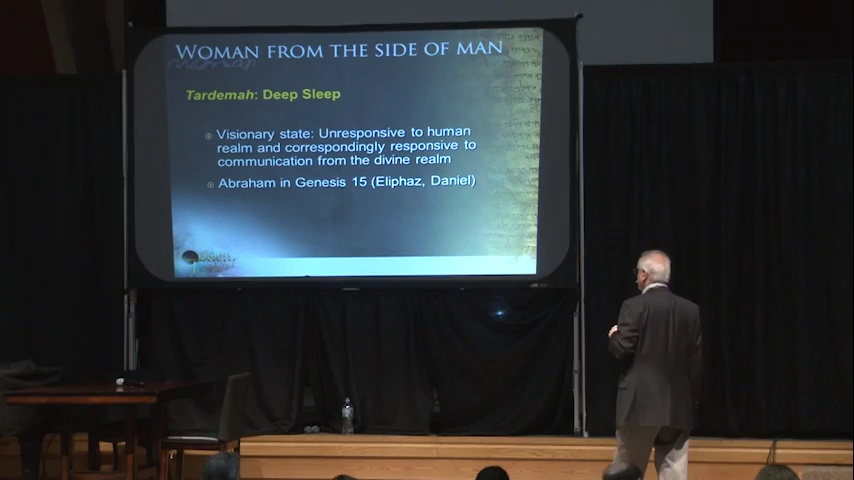 WOMAN FROM THE SIDE OF MAN
Tardemah: Deep Sleep
Visionary state: Unresponsive to human
realm and correspondingly responsive to
communication from the divine realm
Abraham in Genesis 15 (Eliphaz, Daniel)